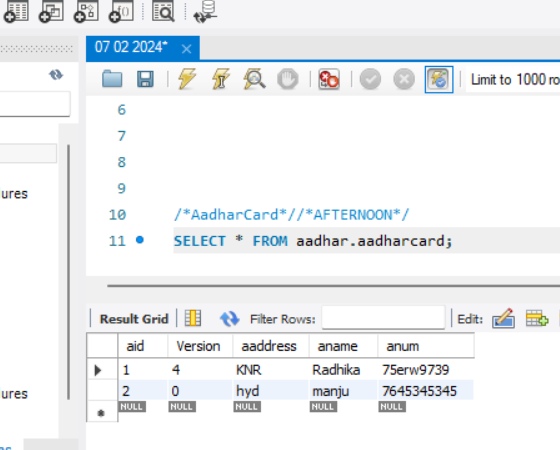 07 02 2024*
Limit to 1000 ro
6
ures
7
8
9
10 /*AadharCard*//*AFTERNOON*/
11 SELECT * FROM aadhar.aadharcard;
Result Grid Filter Rows: Edit:
aid Version aaddress aname anum
1 4 KNR Radhika 75erw9739
2 0 hyd manju 7645345345
ures
NULL NULL NULL NULL NULL